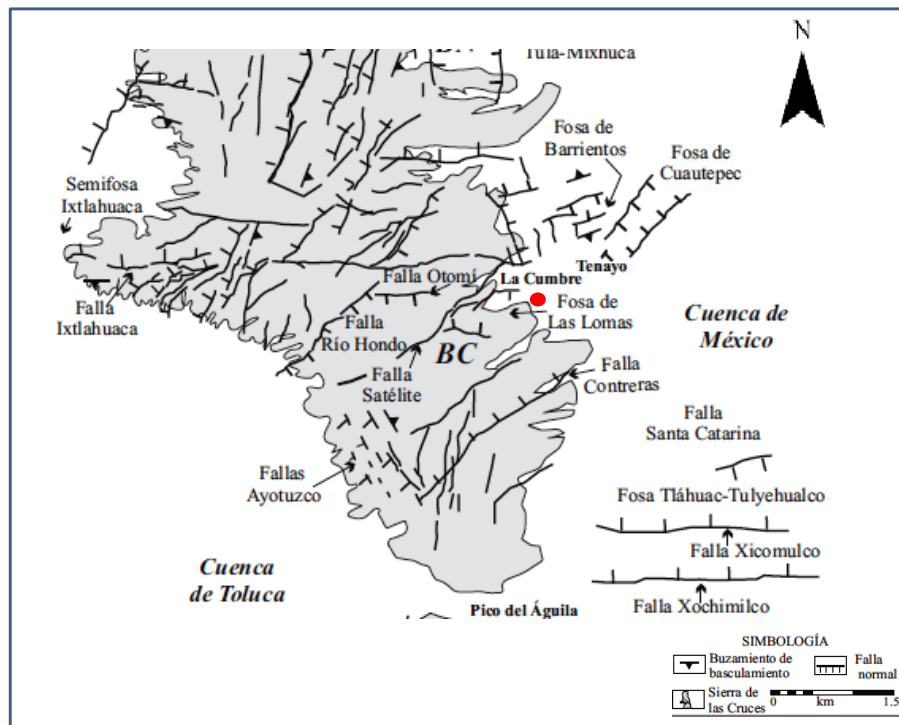 N
Tula-Mixhuca
Fosa de
Barrientos
Fosa de
Cuautepec
Semifosa
Ixtlahuaca
Tenayo
Falla Otomí
La Cumbre
Falla
Ixtlahuaca
Fosa de
Las Lomas
Cuenca de
México
Falla
Río Hondo
BC
Falla
Satélite
Falla
Contreras
Falla
Santa Catarina
Fallas
Ayotuzco
Fosa Tláhuac-Tulyehualco
Falla Xicomulco
Cuenca
de Toluca
Pico del Águila
Falla Xochimilco
SIMBOLOGÍA
Buzamiento de
basculamiento
Falla
normal
Sierra de
las Cruces
0 km 1.5